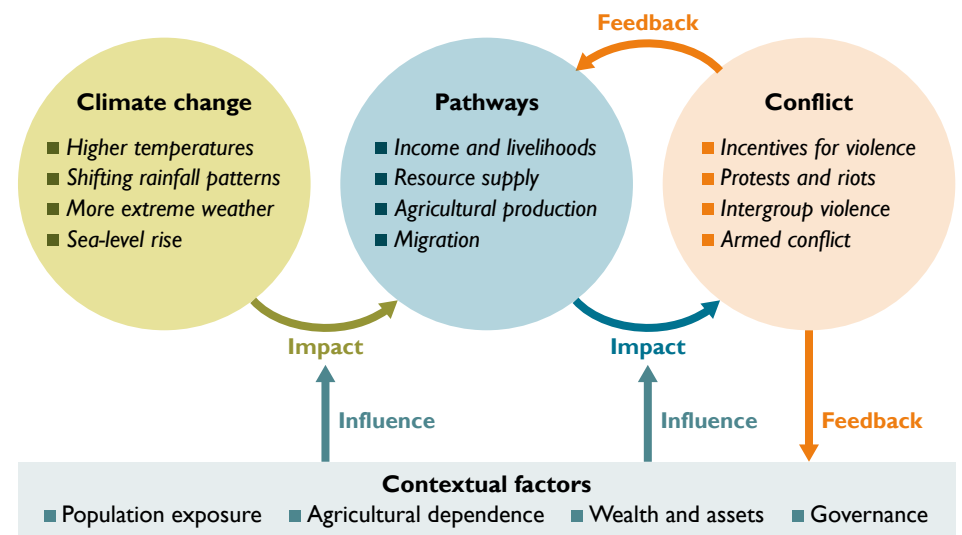 Feedback
Climate change
■ Higher temperatures
■ Shifting rainfall patterns
■ More extreme weather
■ Sea-level rise
Pathways
■ Income and livelihoods
■ Resource supply
■ Agricultural production
■ Migration
Conflict
■ Incentives for violence
■ Protests and riots
■ Intergroup violence
■ Armed conflict
Impact
Impact
Influence
Influence
Feedback
Contextual factors
■ Population exposure ■ Agricultural dependence ■ Wealth and assets ■ Governance